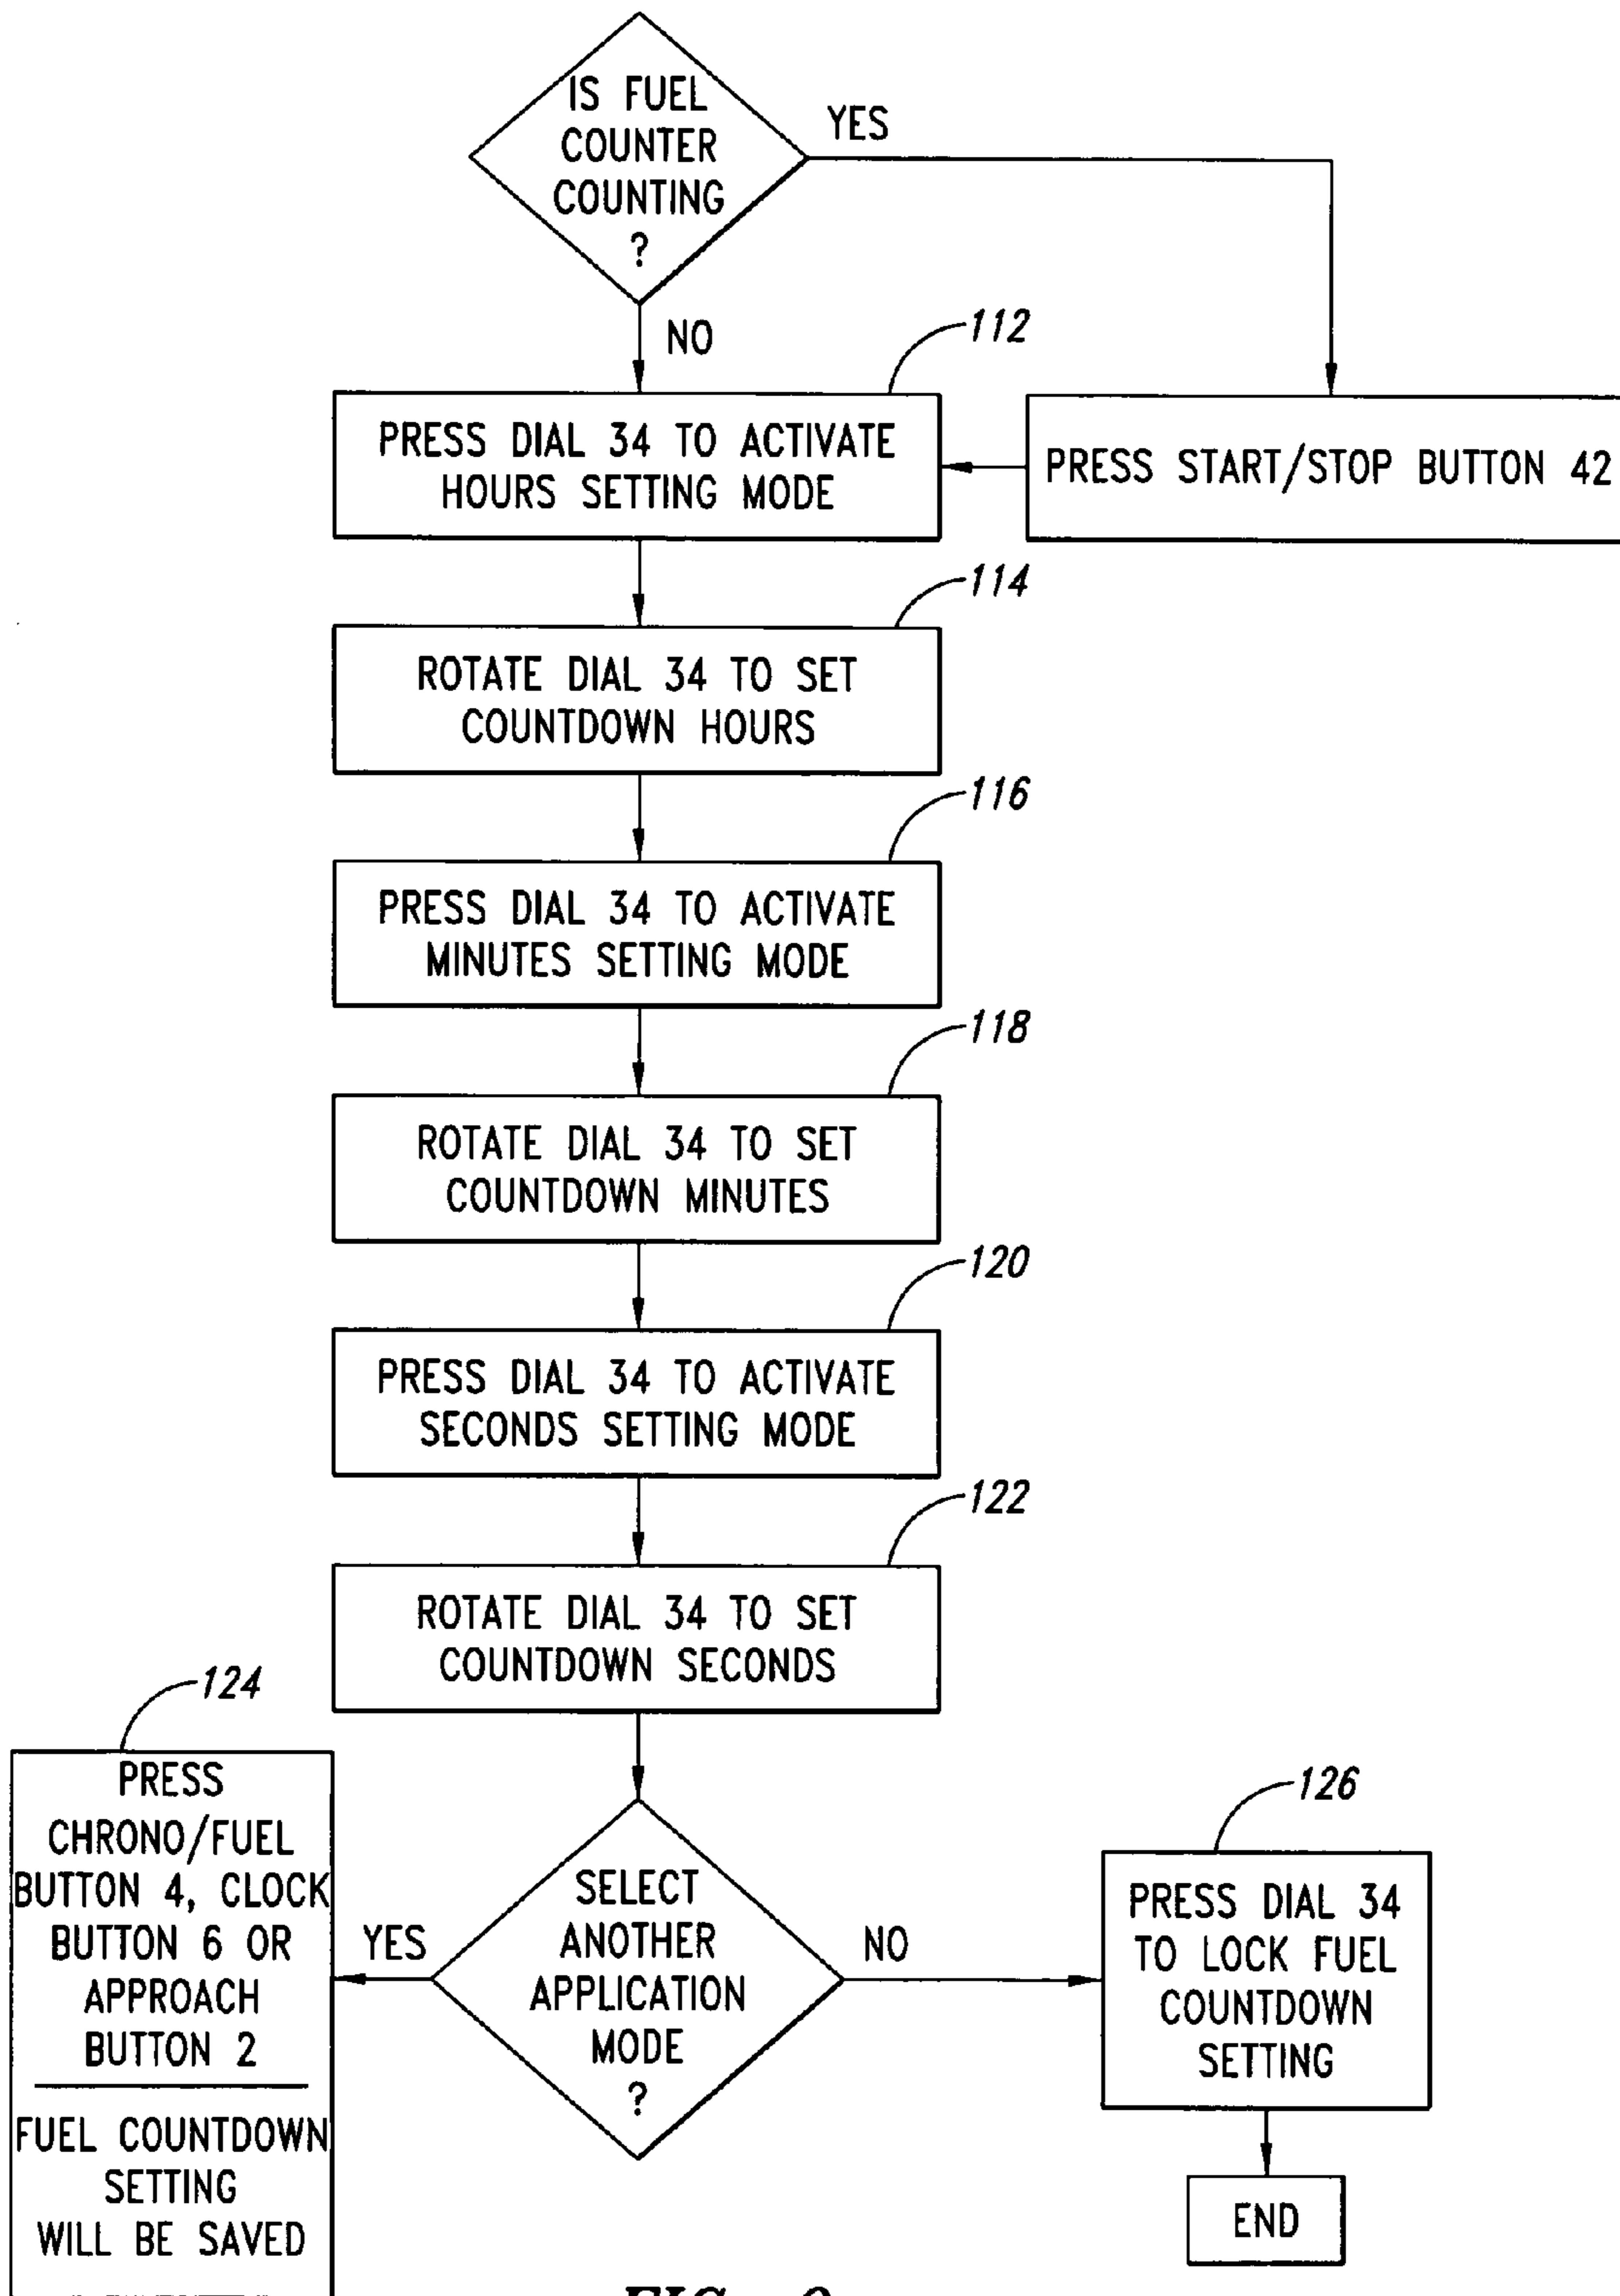 IS FUEL
COUNTER
COUNTING
?
YES
NO
112
PRESS DIAL 34 TO ACTIVATE
HOURS SETTING MODE
PRESS START/STOP BUTTON 42
114
ROTATE DIAL 34 TO SET
COUNTDOWN HOURS
116
PRESS DIAL 34 TO ACTIVATE
MINUTES SETTING MODE
118
ROTATE DIAL 34 TO SET
COUNTDOWN MINUTES
120
PRESS DIAL 34 TO ACTIVATE
SECONDS SETTING MODE
122
ROTATE DIAL 34 TO SET
COUNTDOWN SECONDS
124
PRESS
CHRONO/FUEL
BUTTON 4, CLOCK
BUTTON 6 OR
APPROACH
BUTTON 2
FUEL COUNTDOWN
SETTING
WILL BE SAVED
YES
SELECT
ANOTHER
APPLICATION
MODE
?
NO
126
PRESS DIAL 34
TO LOCK FUEL
COUNTDOWN
SETTING
END